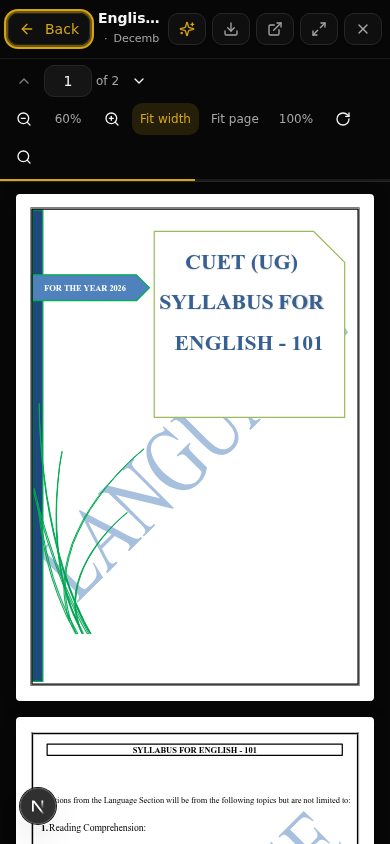 Back
Englis...
· Decemb
1 of 2
60%
Fit width
Fit page
100%
FOR THE YEAR 2026
CUET (UG)
SYLLABUS FOR
ENGLISH - 101
SYLLABUS FOR ENGLISH - 101
from the Language Section will be from the following topics but are not limited to:
N
1. Reading Comprehension: